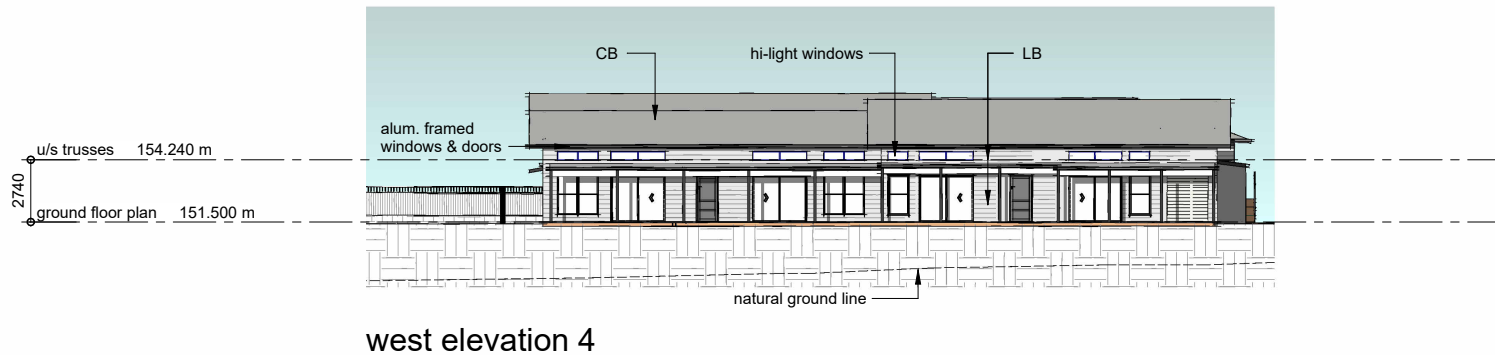 CB
hi-light windows
LB
alum. framed
windows & doors
u/s trusses 154.240 m
2740
ground floor plan 151.500 m
natural ground line
west elevation 4